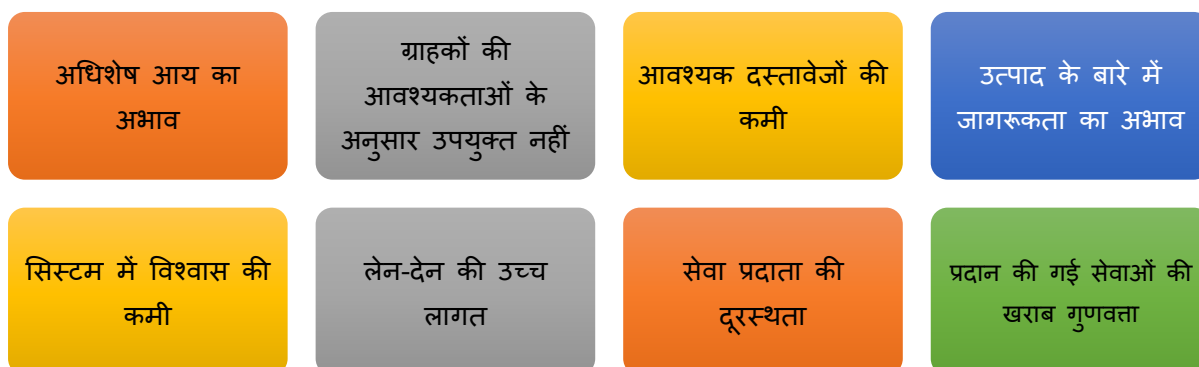 अधिशेष आय का
अभाव
ग्राहकों की
आवश्यकताओं के
अनुसार उपयुक्त नहीं
आवश्यक दस्तावेजों की
कमी
उत्पाद के बारे में
जागरूकता का अभाव
सिस्टम में विश्वास की
कमी
लेन-देन की उच्च
लागत
सेवा प्रदाता की
दूरस्थता
प्रदान की गई सेवाओं की
खराब गुणवत्ता